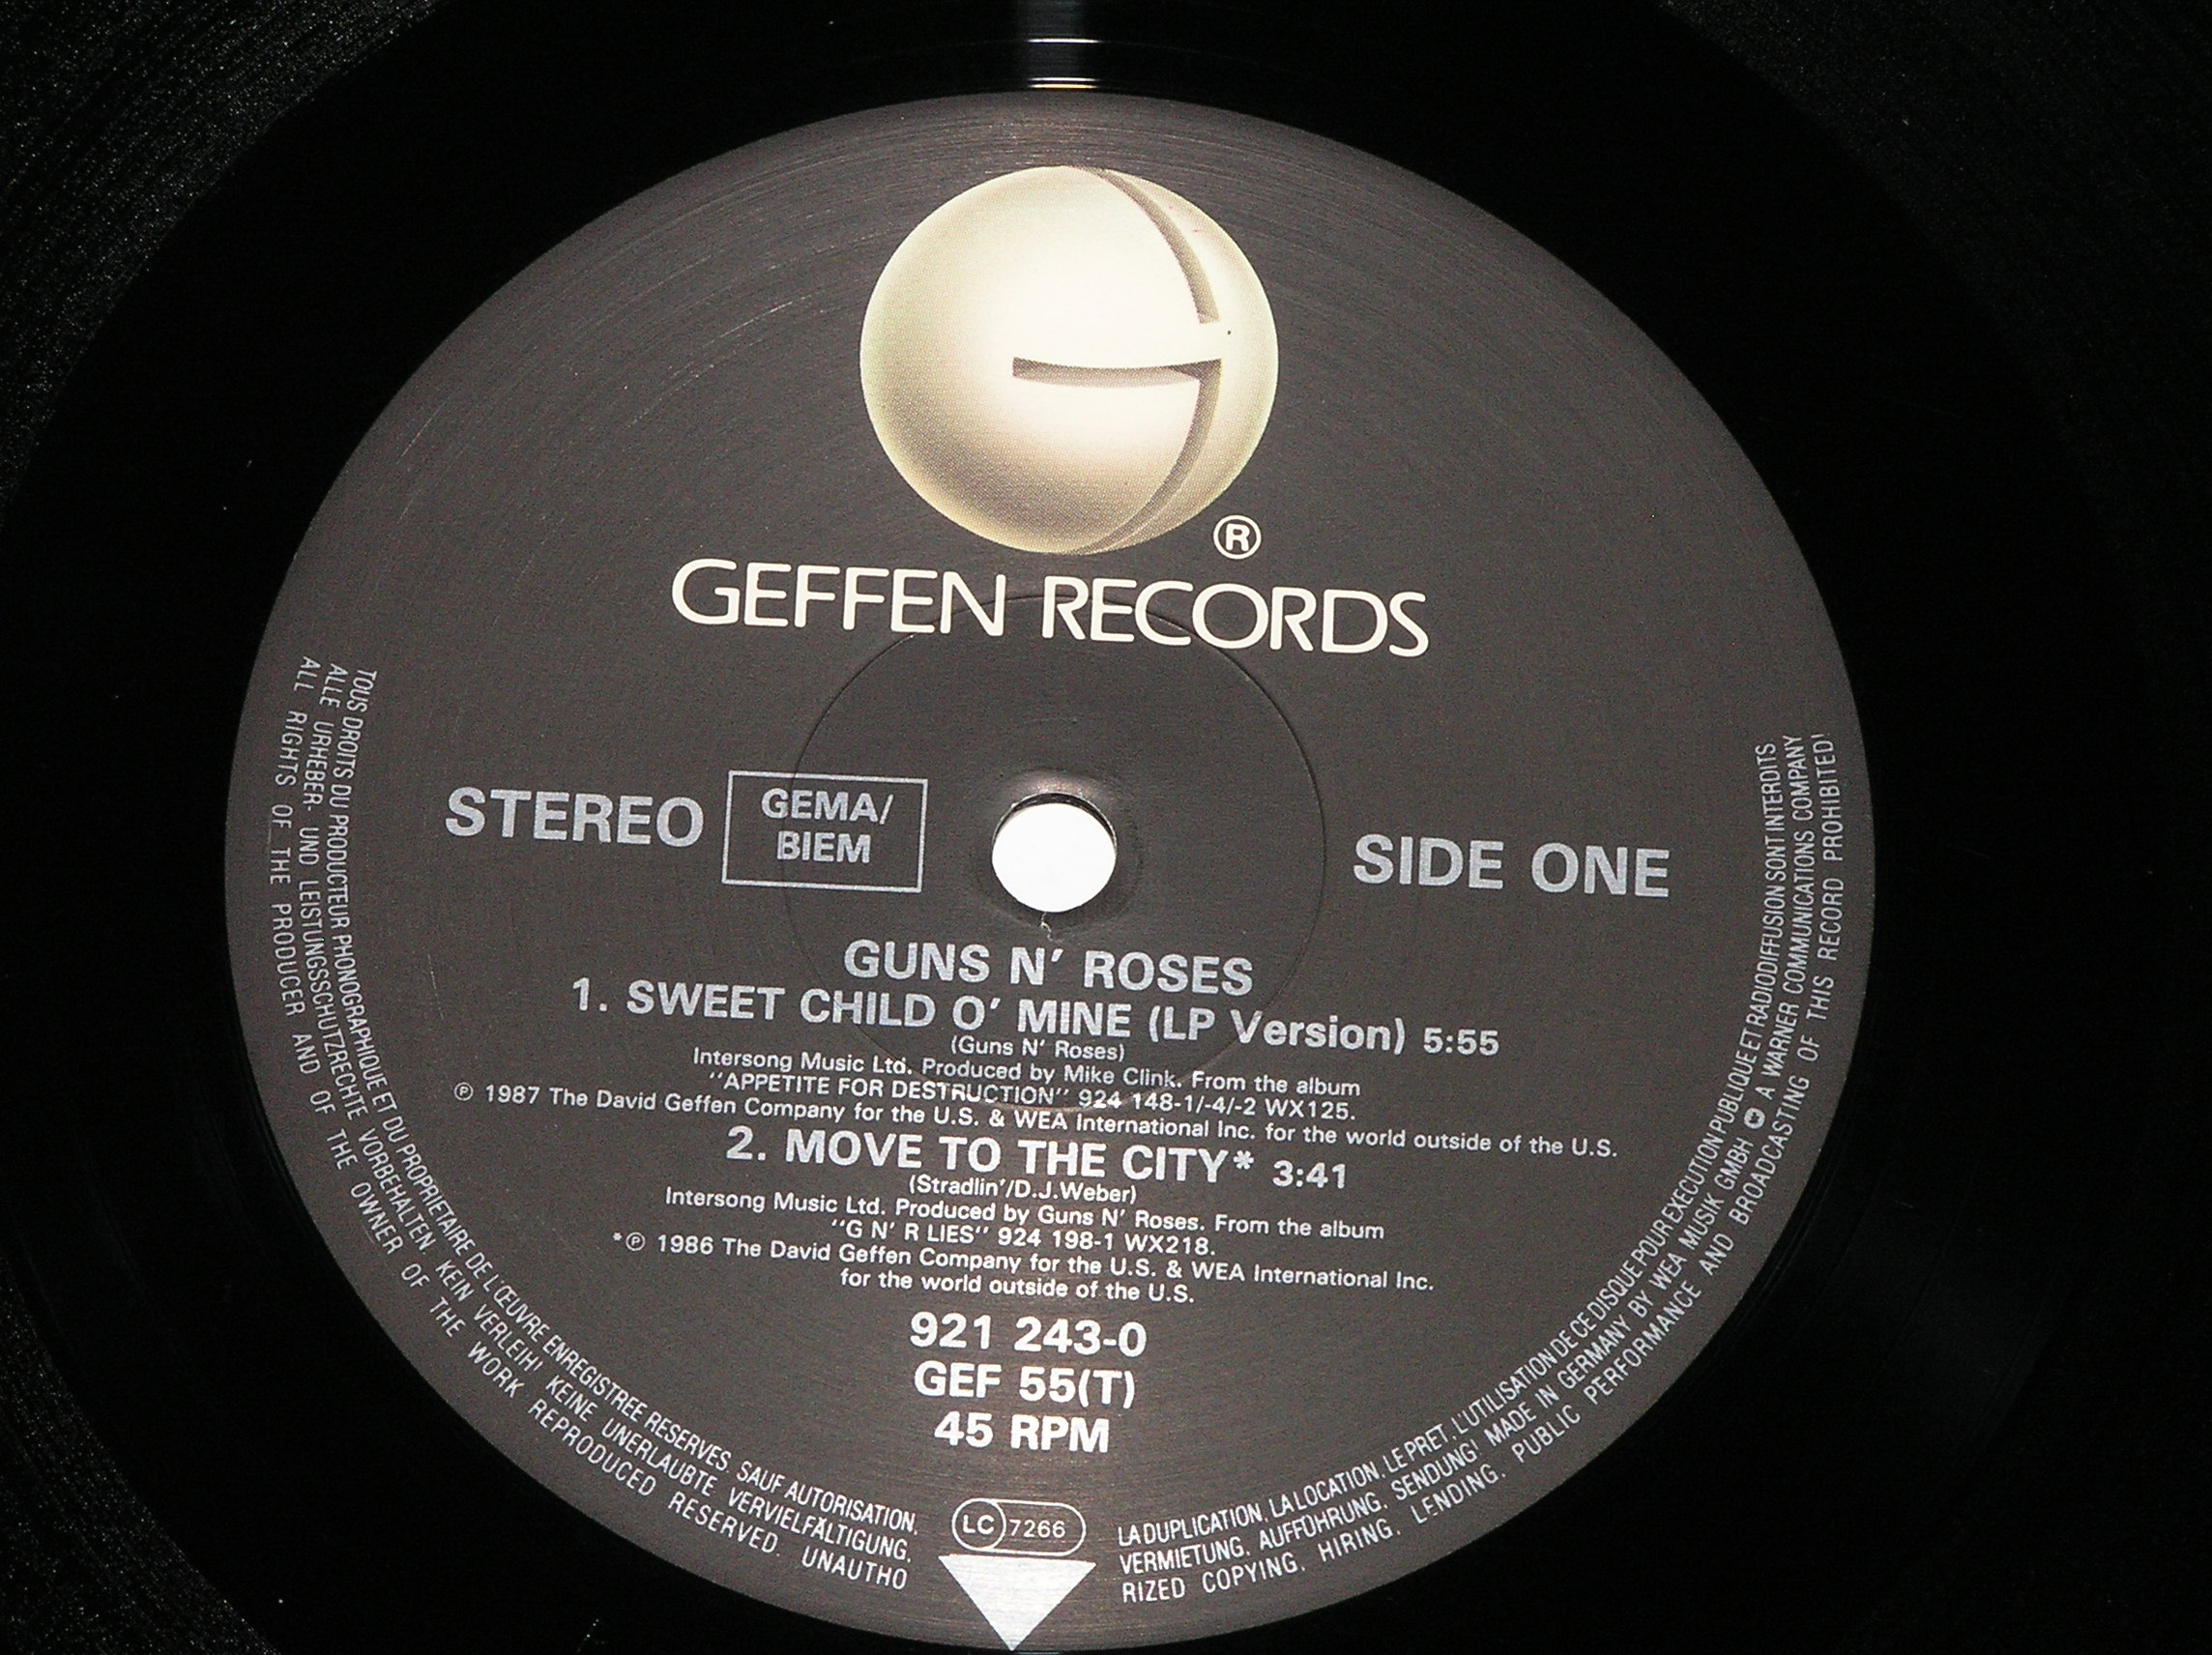 ®
GEFFEN RECORDS
STEREO
GEMA/
BIEM
SIDE ONE
GUNS N' ROSES
1. SWEET CHILD O' MINE (LP Version) 5:55
(Guns N' Roses)
Intersong Music Ltd. Produced by Mike Clink. From the album
"APPETITE FOR DESTRUCTION" 924 148-1/-4/-2 WX125.
℗ 1987 The David Geffen Company for the U.S. & WEA International Inc. for the world outside of the U.S.
2. MOVE TO THE CITY* 3:41
(Stradlin'/D.J.Weber)
Intersong Music Ltd. Produced by Guns N' Roses. From the album
"G N' R LIES" 924 198-1 WX218.
*℗ 1986 The David Geffen Company for the U.S. & WEA International Inc.
for the world outside of the U.S.
921 243-0
GEF 55(T)
45 RPM
LC 7266
TOUS DROITS DU PRODUCTEUR PHONOGRAPHIQUE ET DU PROPRIETAIRE DE L'ŒUVRE ENREGISTREE RESERVES. SAUF AUTORISATION, LA DUPLICATION, LA LOCATION, LE PRET, L'UTILISATION DE CE DISQUE POUR EXECUTION PUBLIQUE ET RADIODIFFUSION SONT INTERDITS
ALLE URHEBER- UND LEISTUNGSSCHUTZRECHTE VORBEHALTEN. KEIN VERLEIH! KEINE UNERLAUBTE VERVIELFÄLTIGUNG, VERMIETUNG, AUFFÜHRUNG, SENDUNG! MADE IN GERMANY BY WEA MUSIK GMBH A WARNER COMMUNICATIONS COMPANY
ALL RIGHTS OF THE PRODUCER AND OF THE OWNER OF THE WORK REPRODUCED RESERVED. UNAUTHORIZED COPYING, HIRING, LENDING, PUBLIC PERFORMANCE AND BROADCASTING OF THIS RECORD PROHIBITED!